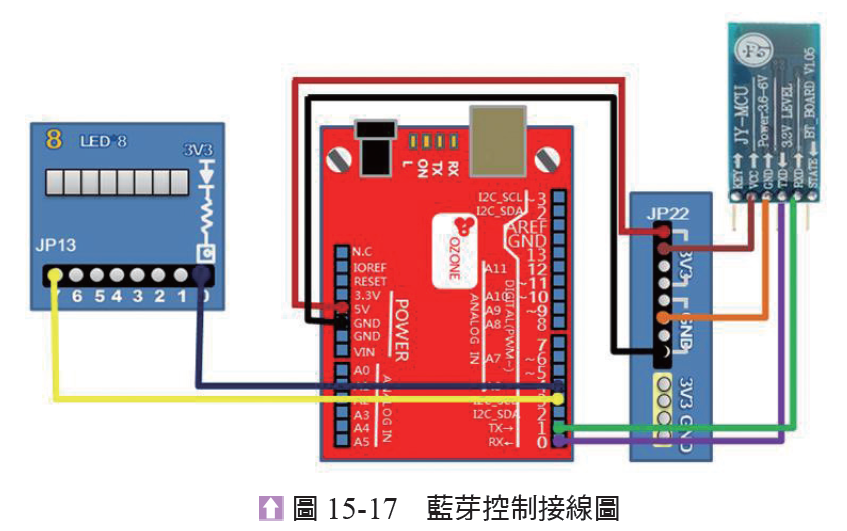 8 LED*8
3V3
JP13
7 6 5 4 3 2 1 0
L
ON
TX
RX
OZONE
N.C
IOREF
RESET
3.3V
5V
GND
GND
VIN
POWER
A0
A2
A3
A4
A5
ANALOG IN
I2C_SCL ~3
I2C_SDA 2
AREF
GND
13
A11 12
~11
A10 ~10
A9 ~9
A8 8
7
A7 ~6
~5
I2C_SCL 3
I2C_SDA 2
TX→ 1
RX← 0
ANALOG IN
DIGITAL(PWM~)
JP22
3V3
GND
3V3 GND
JY-MCU
Power:3.6-6V
3.3V LEVEL
BT_BOARD V1.05
KEY→
VCC→
GND→
TXD→
RXD→
STATE←
圖 15-17 藍芽控制接線圖